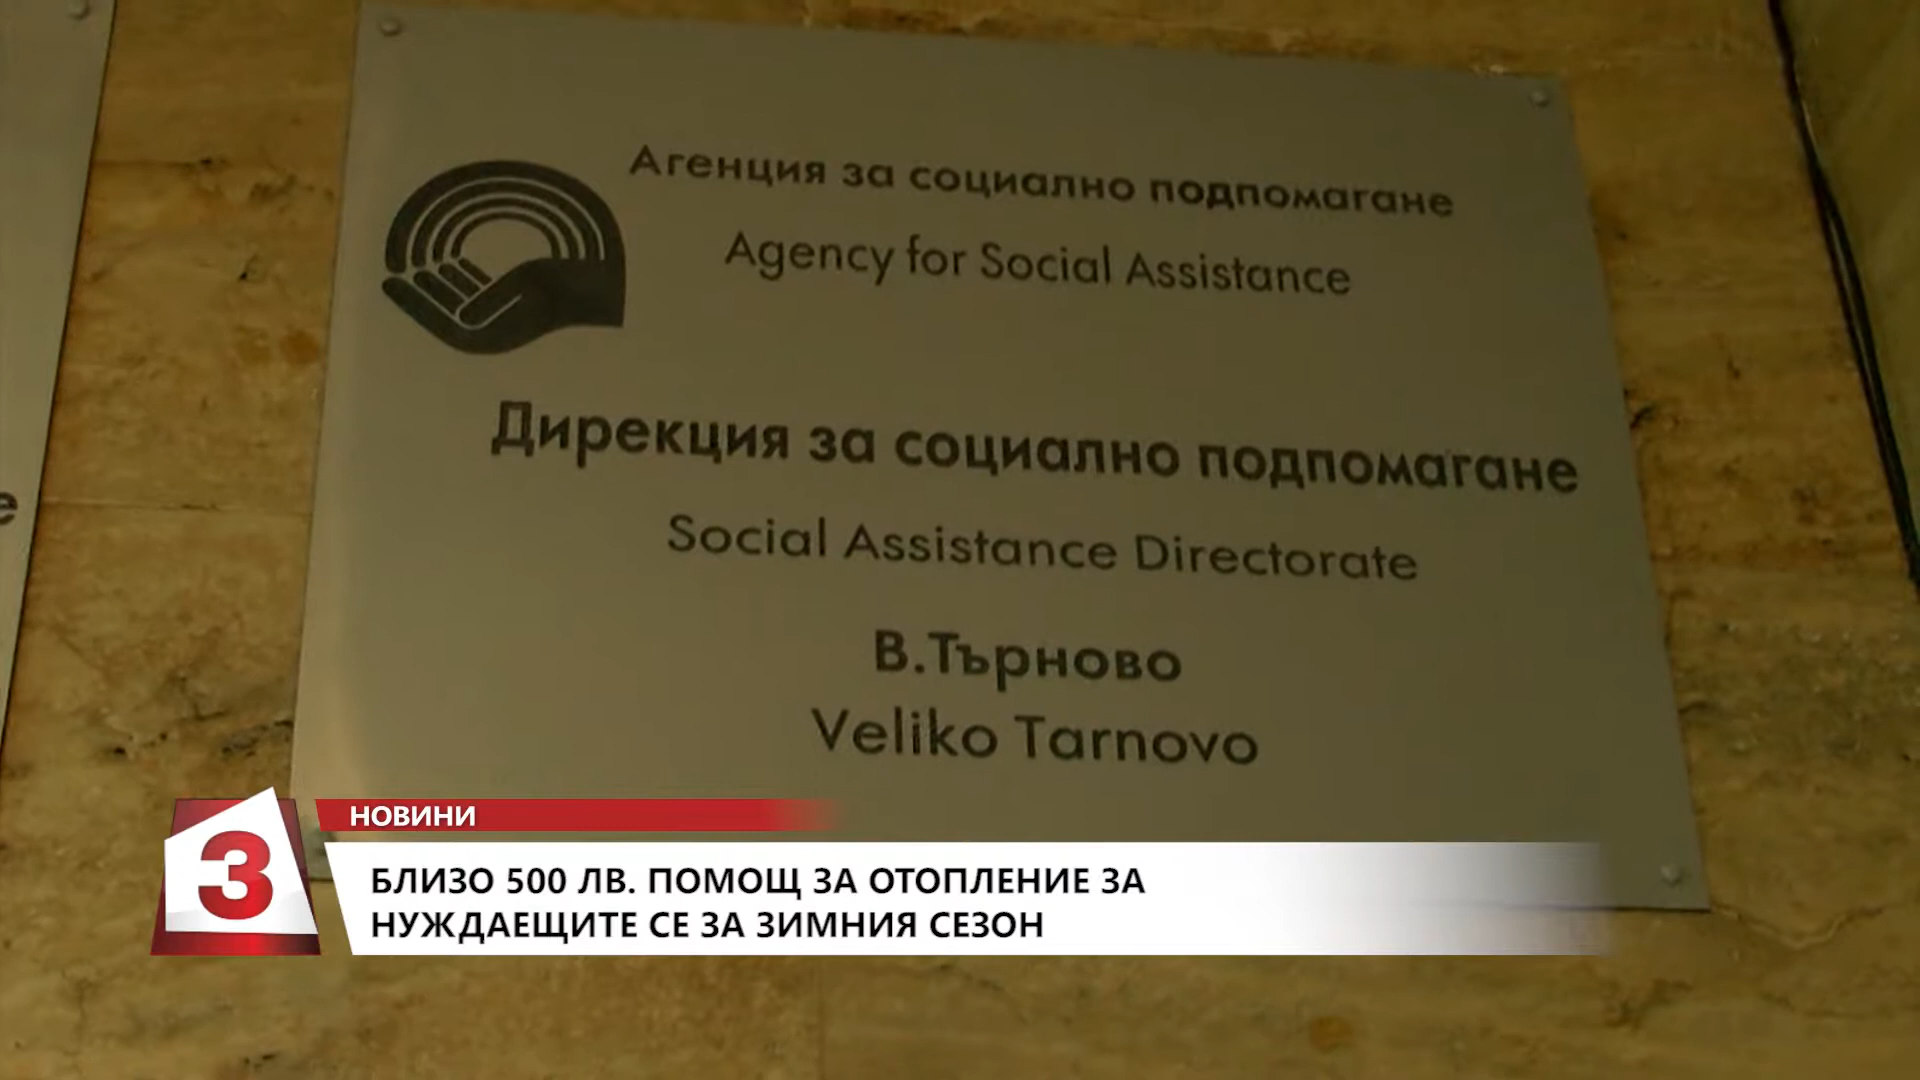 Агенция за социално подпомагане
Agency for Social Assistance
Дирекция за социално подпомагане
Social Assistance Directorate
В.Търново
Veliko Tarnovo
НОВИНИ
3
БЛИЗО 500 ЛВ. ПОМОЩ ЗА ОТОПЛЕНИЕ ЗА
НУЖДАЕЩИТЕ СЕ ЗА ЗИМНИЯ СЕЗОН